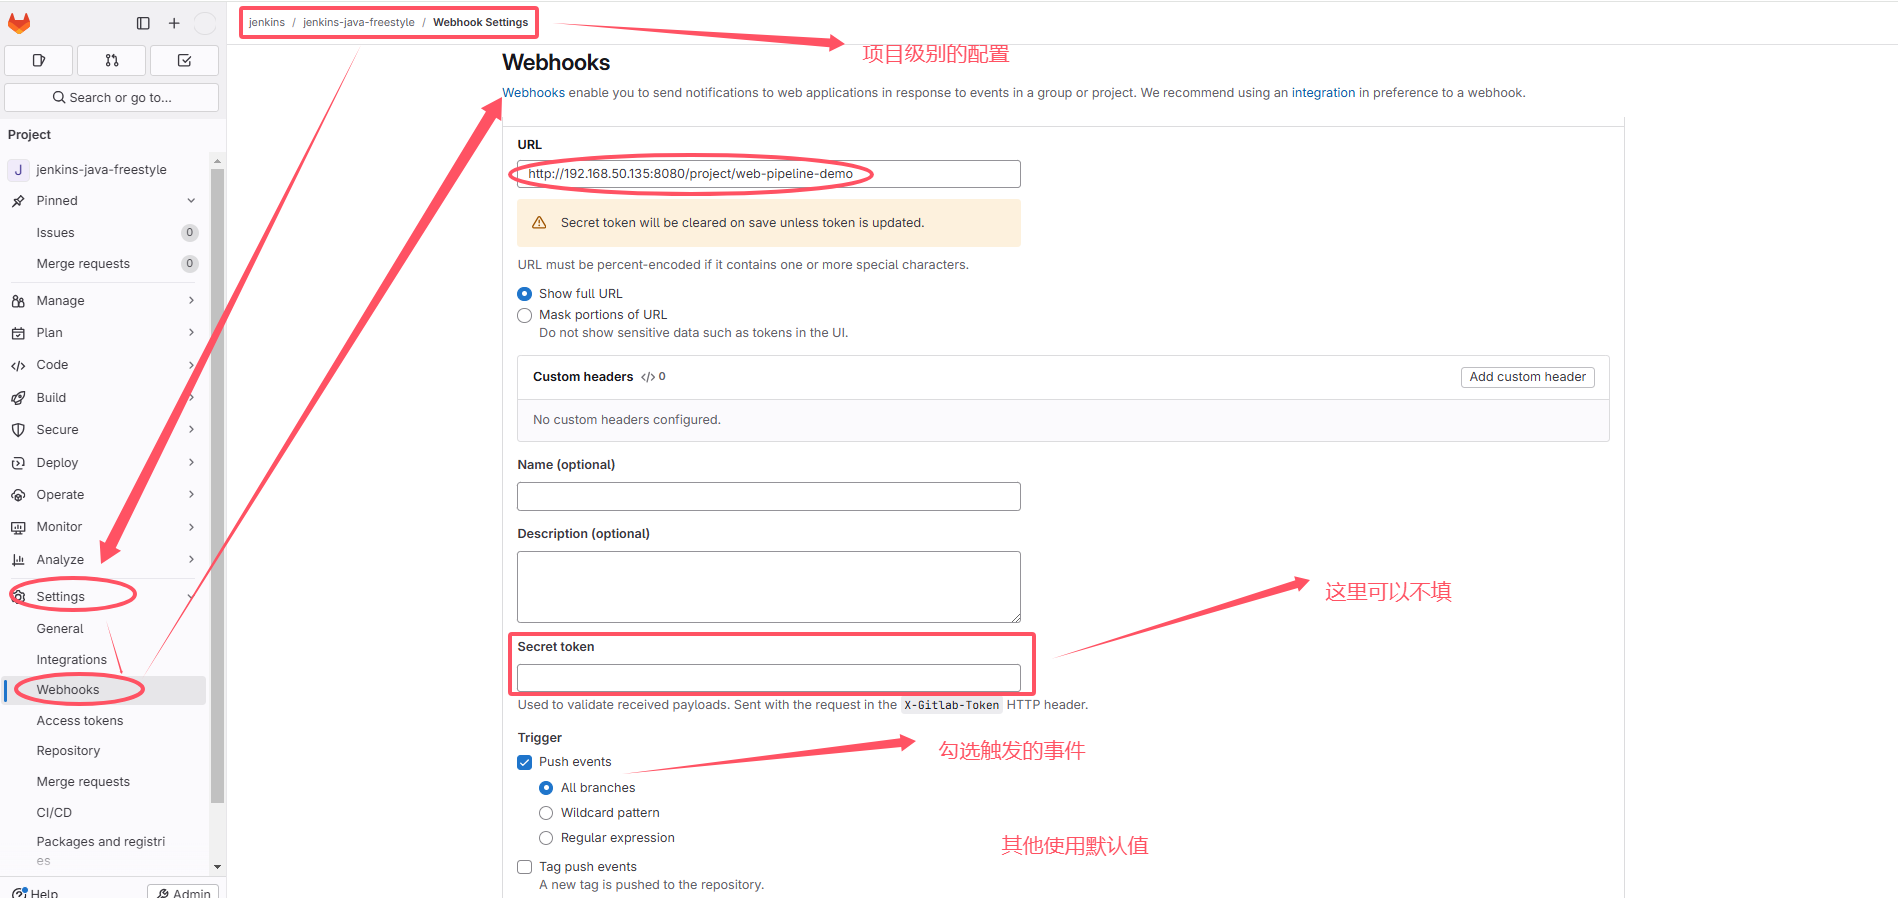 jenkins / jenkins-java-freestyle / Webhook Settings
项目级别的配置
Search or go to...
Project
J jenkins-java-freestyle
Pinned
Issues 0
Merge requests 0
Manage
Plan
Code
Build
Secure
Deploy
Operate
Monitor
Analyze
Settings
General
Integrations
Webhooks
Access tokens
Repository
Merge requests
CI/CD
Packages and registri
es
Help
Admin
Webhooks
Webhooks enable you to send notifications to web applications in response to events in a group or project. We recommend using an integration in preference to a webhook.
URL
http://192.168.50.135:8080/project/web-pipeline-demo
Secret token will be cleared on save unless token is updated.
URL must be percent-encoded if it contains one or more special characters.
Show full URL
Mask portions of URL
Do not show sensitive data such as tokens in the UI.
Custom headers </> 0
Add custom header
No custom headers configured.
Name (optional)
Description (optional)
这里可以不填
Secret token
Used to validate received payloads. Sent with the request in the X-Gitlab-Token HTTP header.
Trigger
勾选触发的事件
Push events
All branches
Wildcard pattern
Regular expression
其他使用默认值
Tag push events
A new tag is pushed to the repository.